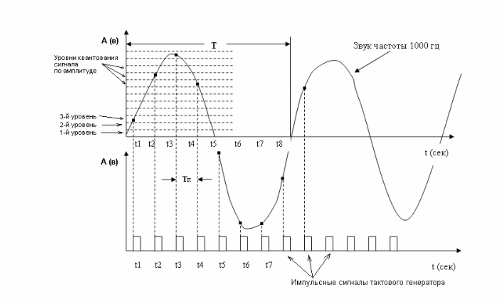 A (в)
T
Звук частоты 1000 гц
Уровни квантования
сигнала
по амплитуде
3-й уровень
2-й уровень
1-й уровень
t1 t2 t3 t4 t5 t6 t7 t8
t (сек)
A (в)
Тп
t (сек)
t1 t2 t3 t4 t5 t6 t7
Импульсные сигналы тактового генератора